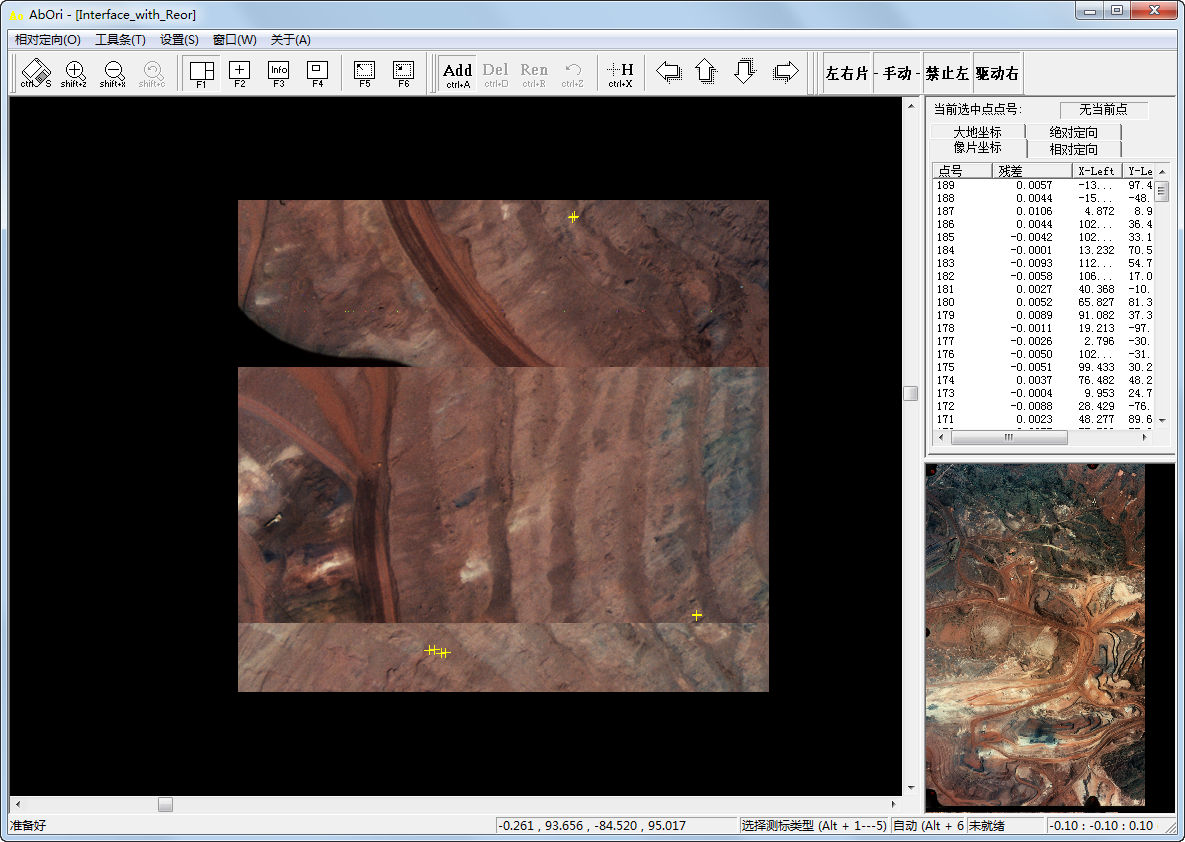 AbOri - [Interface_with_Reor]
相对定向(O) 工具条(T) 设置(S) 窗口(W) 关于(A)
ctrl+S shift+z shift+x shift+c F1 F2 Info F3 F4 F5 F6 Add ctrl+A Del ctrl+D Ren ctrl+R ctrl+Z H ctrl+X 左右片 - 手动 - 禁止左 驱动右
当前选中点点号: 无当前点
大地坐标 绝对定向
像片坐标 相对定向
点号 残差 X-Left Y-Le
189 0.0057 -13... 97.4
188 0.0044 -15... -48.
187 0.0106 4.872 8.9
186 0.0044 102... 36.4
185 -0.0042 102... 33.1
184 -0.0001 13.232 70.5
183 -0.0093 112... 54.7
182 -0.0058 106... 17.0
181 0.0027 40.368 -10.
180 0.0052 65.827 81.3
179 0.0089 91.082 37.3
178 -0.0011 19.213 -97.
177 -0.0026 2.796 -30.
176 -0.0050 102... -31.
175 -0.0051 99.433 30.2
174 0.0037 76.482 48.2
173 -0.0004 9.953 24.7
172 -0.0088 28.429 -76.
171 0.0023 48.277 89.6
准备好 -0.261 , 93.656 , -84.520 , 95.017 选择测标类型 (Alt + 1---5) 自动 (Alt + 6 未就绪 -0.10 : -0.10 : 0.10